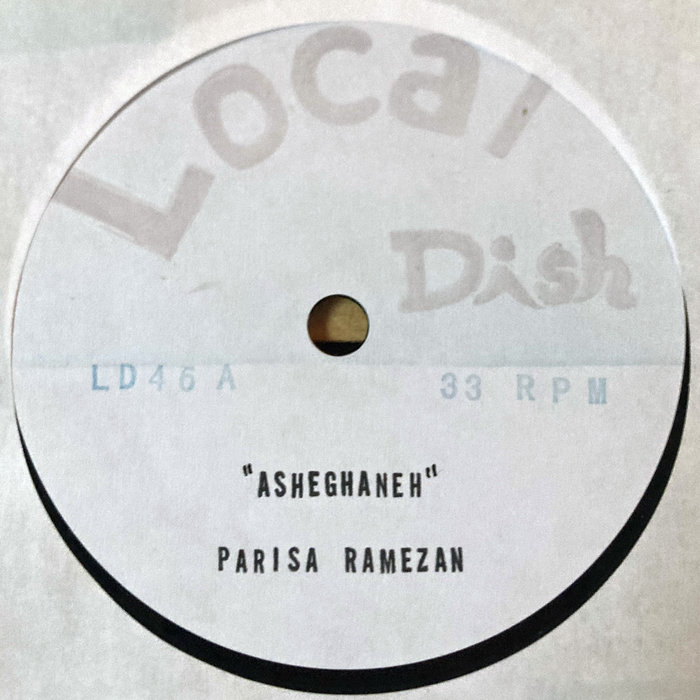 Local
Dish
LD46 A
33 RPM
"ASHEGHANEH"
PARISA RAMEZAN